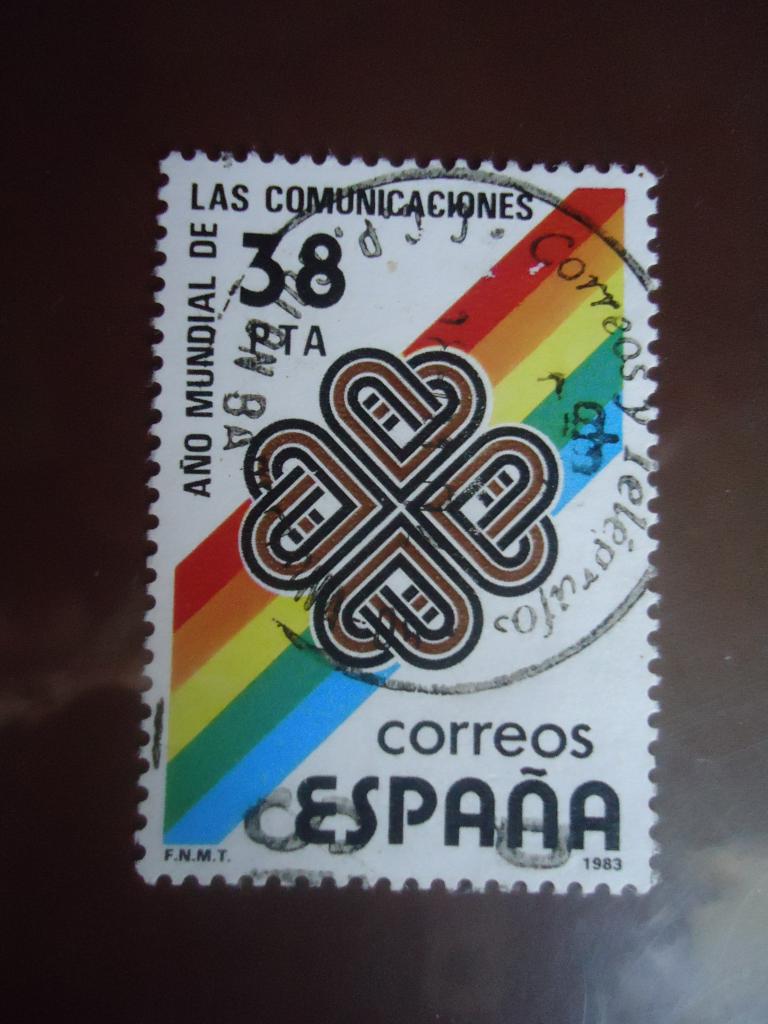 AÑO MUNDIAL DE
LAS COMUNICACIONES
38
PTA
Correos y Telégrafos
correos
ESPAÑA
F.N.M.T.
1983